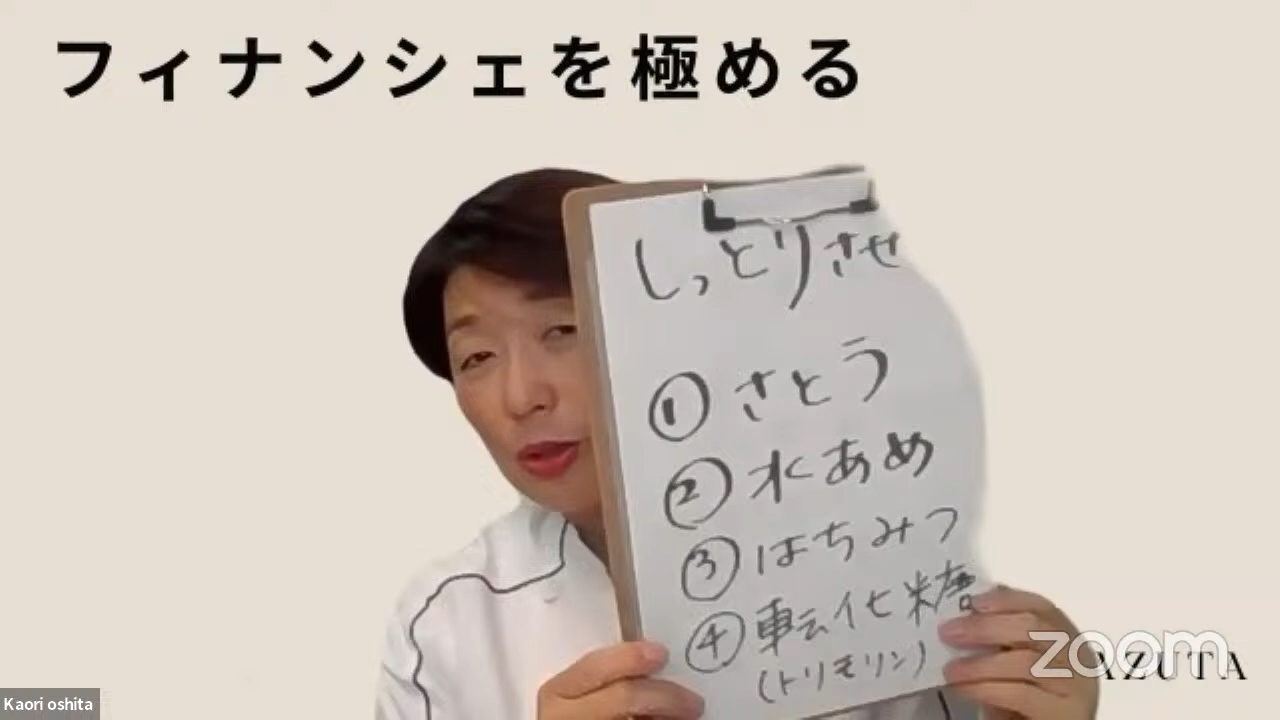 フィナンシェを極める
しっとりさせ
① さとう
② 水あめ
③ はちみつ
④ 転化糖
(トリモリン)
zoom
AZUTA
Kaori oshita